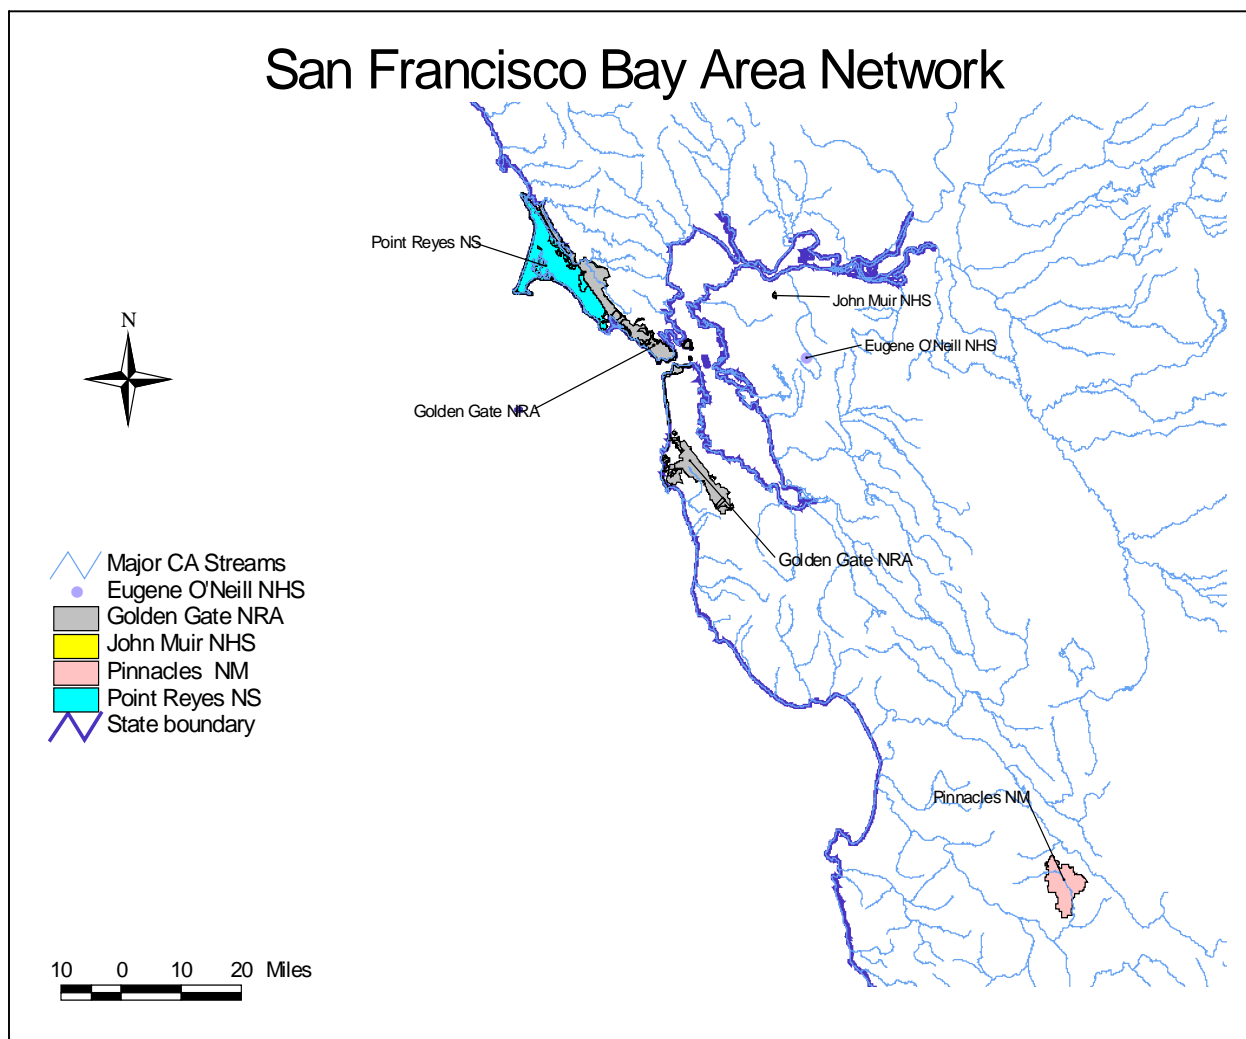 San Francisco Bay Area Network
Point Reyes NS
John Muir NHS
Eugene O'Neill NHS
N
Golden Gate NRA
Golden Gate NRA
Major CA Streams
Eugene O'Neill NHS
Golden Gate NRA
John Muir NHS
Pinnacles NM
Point Reyes NS
State boundary
Pinnacles NM
10 0 10 20 Miles